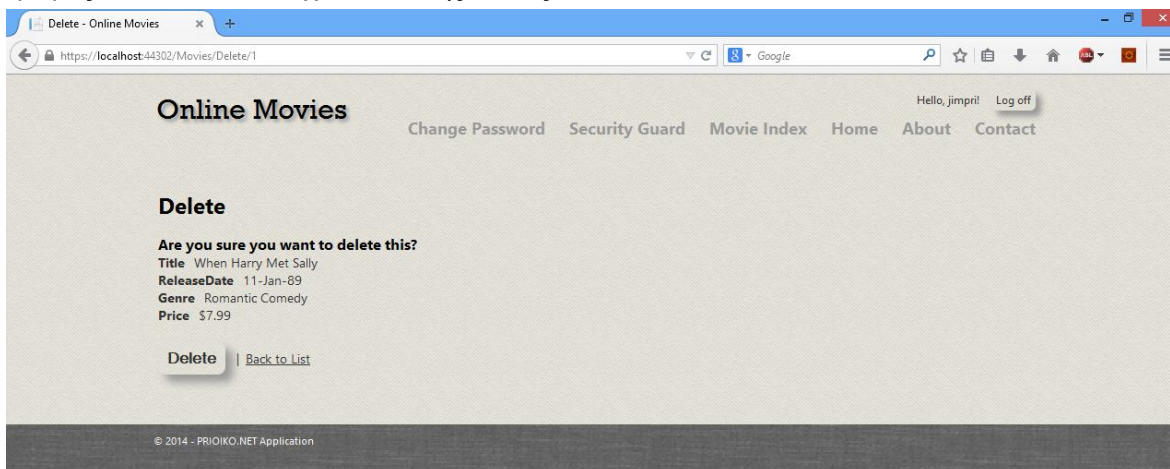 Delete - Online Movies
https://localhost:44302/Movies/Delete/1
Google
ABL
Online Movies
Hello, jimpri! Log off
Change Password Security Guard Movie Index Home About Contact
Delete
Are you sure you want to delete this?
Title When Harry Met Sally
ReleaseDate 11-Jan-89
Genre Romantic Comedy
Price $7.99
Delete | Back to List
© 2014 - PRIOIKO.NET Application